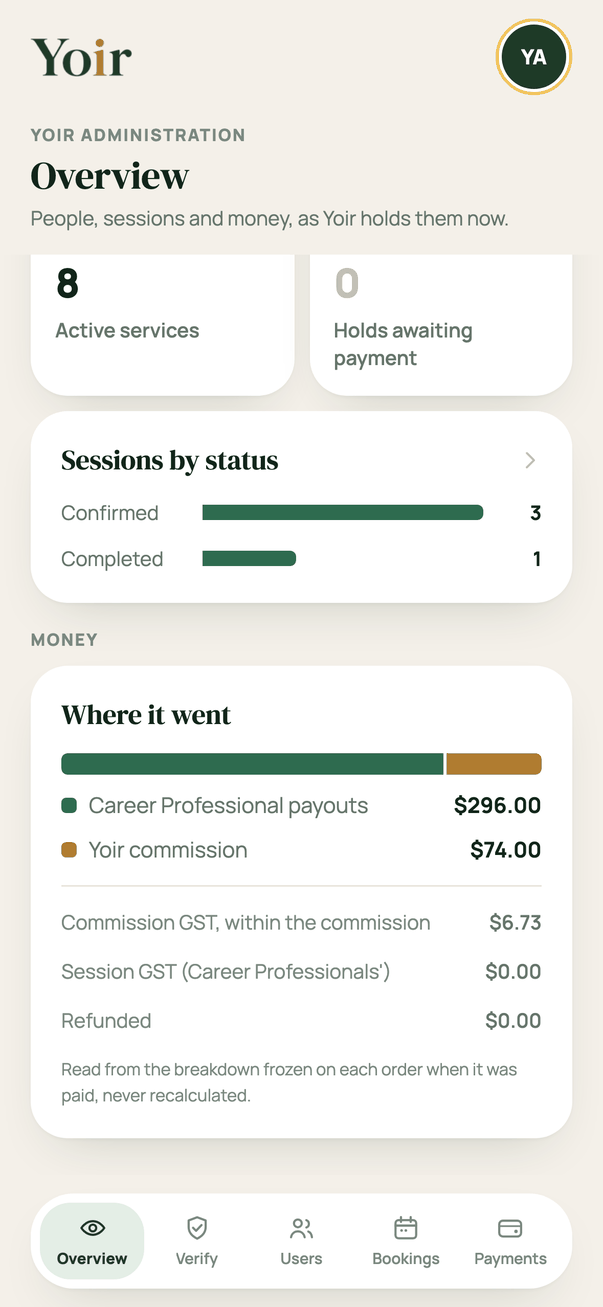 Yoir
YA
YOIR ADMINISTRATION
Overview
People, sessions and money, as Yoir holds them now.
8
Active services
0
Holds awaiting
payment
Sessions by status
Confirmed 3
Completed 1
MONEY
Where it went
Career Professional payouts $296.00
Yoir commission $74.00
Commission GST, within the commission $6.73
Session GST (Career Professionals') $0.00
Refunded $0.00
Read from the breakdown frozen on each order when it was
paid, never recalculated.
Overview Verify Users Bookings Payments